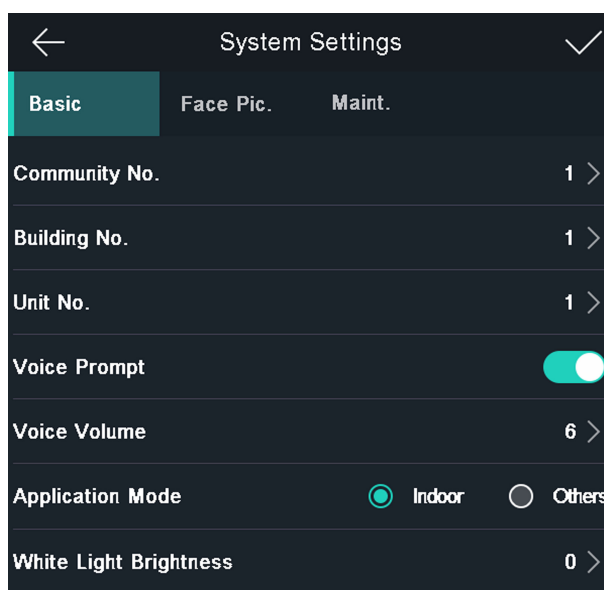 System Settings
Basic Face Pic. Maint.
Community No. 1
Building No. 1
Unit No. 1
Voice Prompt
Voice Volume 6
Application Mode Indoor Others
White Light Brightness 0